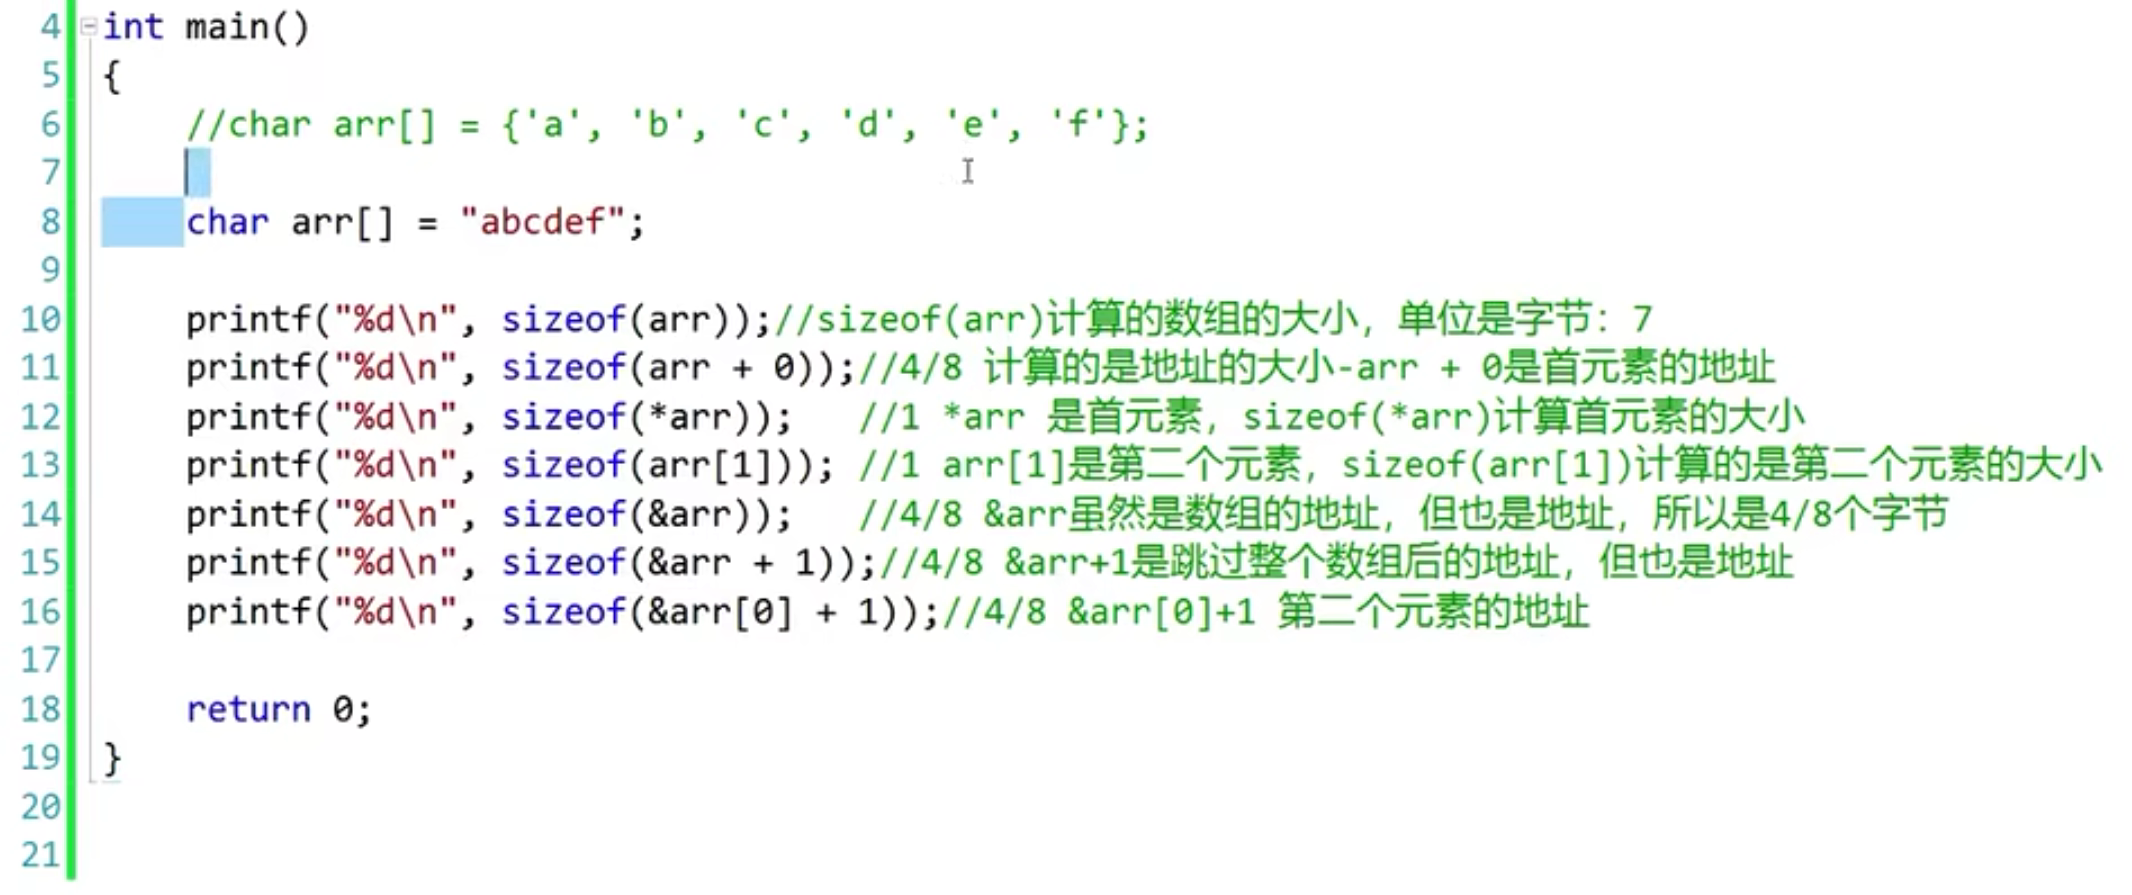 4 int main()
5 {
6 //char arr[] = {'a', 'b', 'c', 'd', 'e', 'f'};
7
8 char arr[] = "abcdef";
9
10 printf("%d\n", sizeof(arr));//sizeof(arr)计算的数组的大小，单位是字节：7
11 printf("%d\n", sizeof(arr + 0));//4/8 计算的是地址的大小-arr + 0是首元素的地址
12 printf("%d\n", sizeof(*arr));   //1 *arr 是首元素，sizeof(*arr)计算首元素的大小
13 printf("%d\n", sizeof(arr[1])); //1 arr[1]是第二个元素，sizeof(arr[1])计算的是第二个元素的大小
14 printf("%d\n", sizeof(&arr));   //4/8 &arr虽然是数组的地址，但也是地址，所以是4/8个字节
15 printf("%d\n", sizeof(&arr + 1));//4/8 &arr+1是跳过整个数组后的地址，但也是地址
16 printf("%d\n", sizeof(&arr[0] + 1));//4/8 &arr[0]+1 第二个元素的地址
17
18 return 0;
19 }
20
21